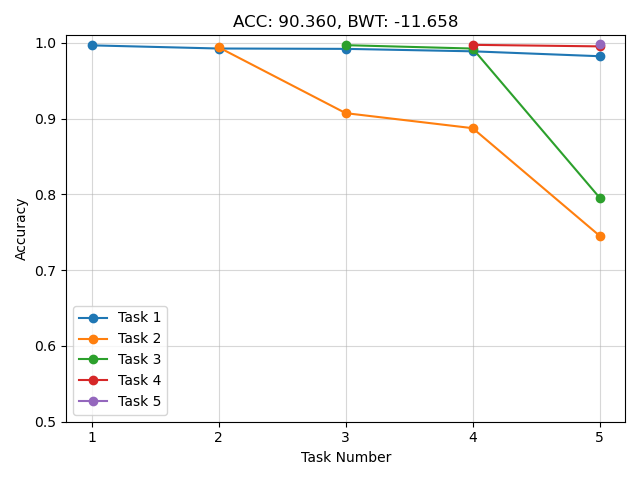 ACC: 90.360, BWT: -11.658
1.0
0.9
0.8
0.7
0.6
0.5
Accuracy
Task 1
Task 2
Task 3
Task 4
Task 5
1 2 3 4 5
Task Number